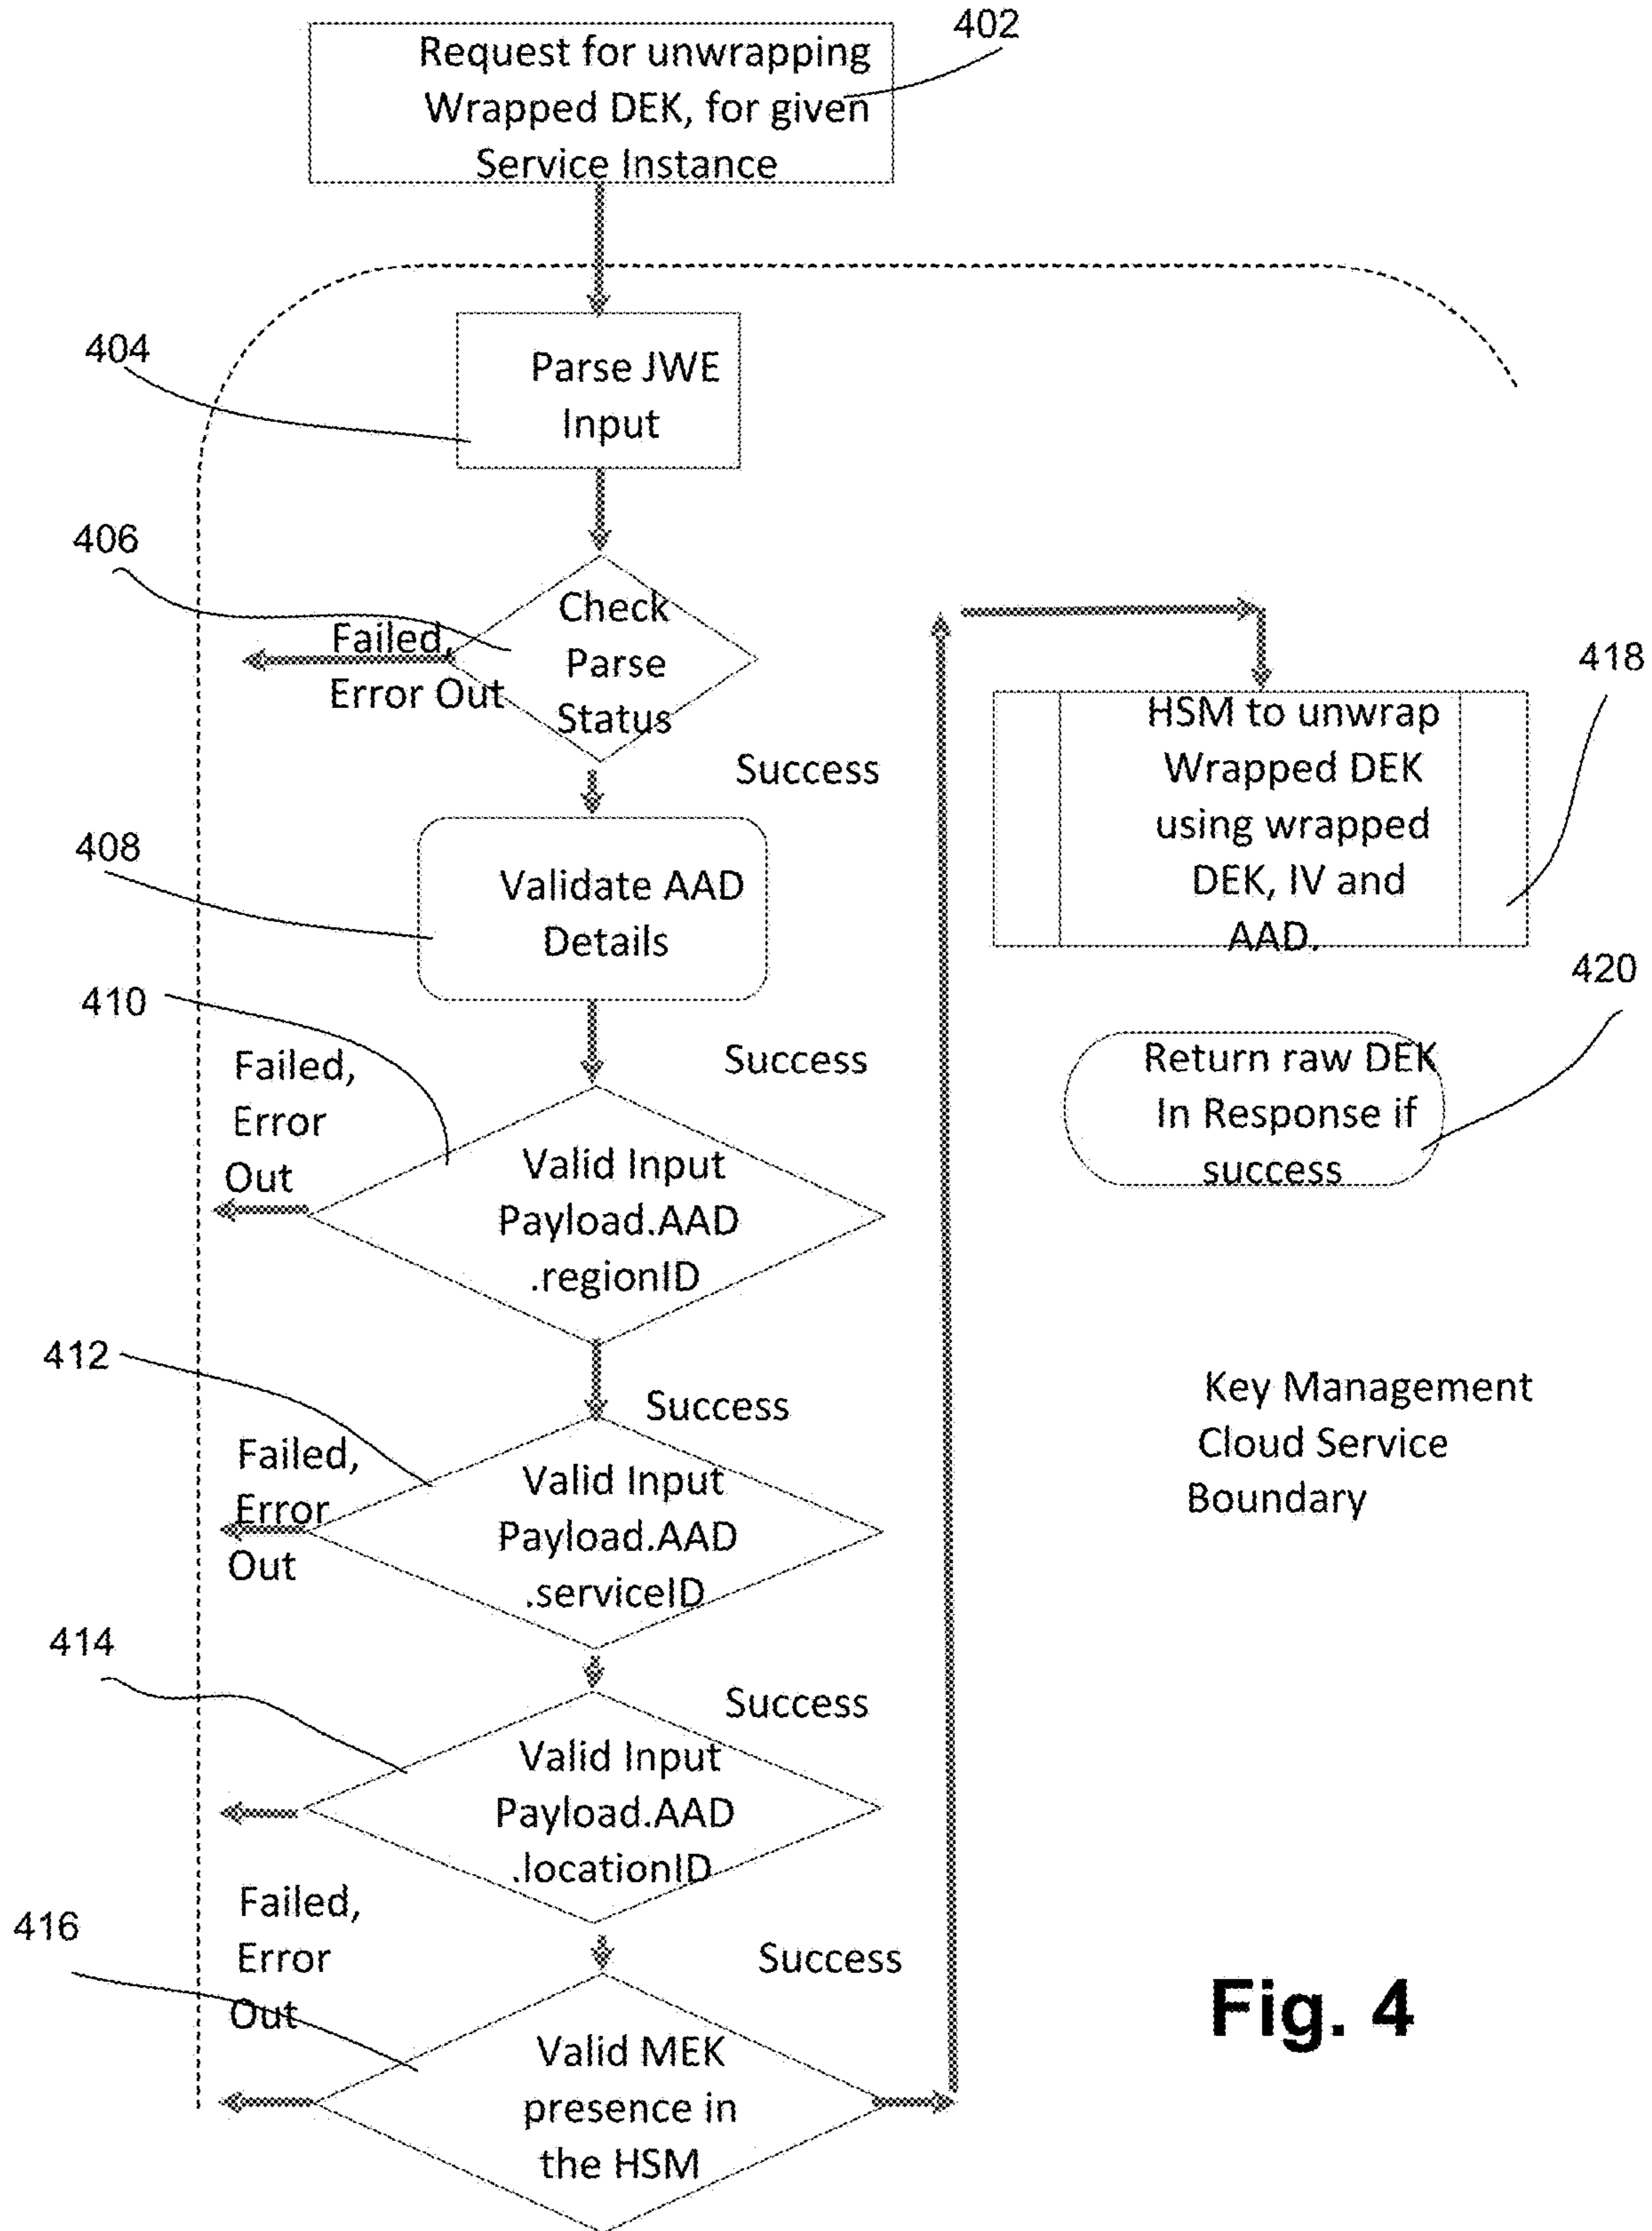 402
Request for unwrapping
Wrapped DEK, for given
Service Instance
404
Parse JWE
Input
406
Check
Parse
Status
Failed,
Error Out
Success
408
Validate AAD
Details
410
Success
Failed,
Error
Out
Valid Input
Payload.AAD
.regionID
412
Success
Failed,
Error
Out
Valid Input
Payload.AAD
.serviceID
414
Success
Valid Input
Payload.AAD
.locationID
416
Failed,
Error
Out
Success
Valid MEK
presence in
the HSM
418
HSM to unwrap
Wrapped DEK
using wrapped
DEK, IV and
AAD.
420
Return raw DEK
In Response if
success
Key Management
Cloud Service
Boundary
Fig. 4